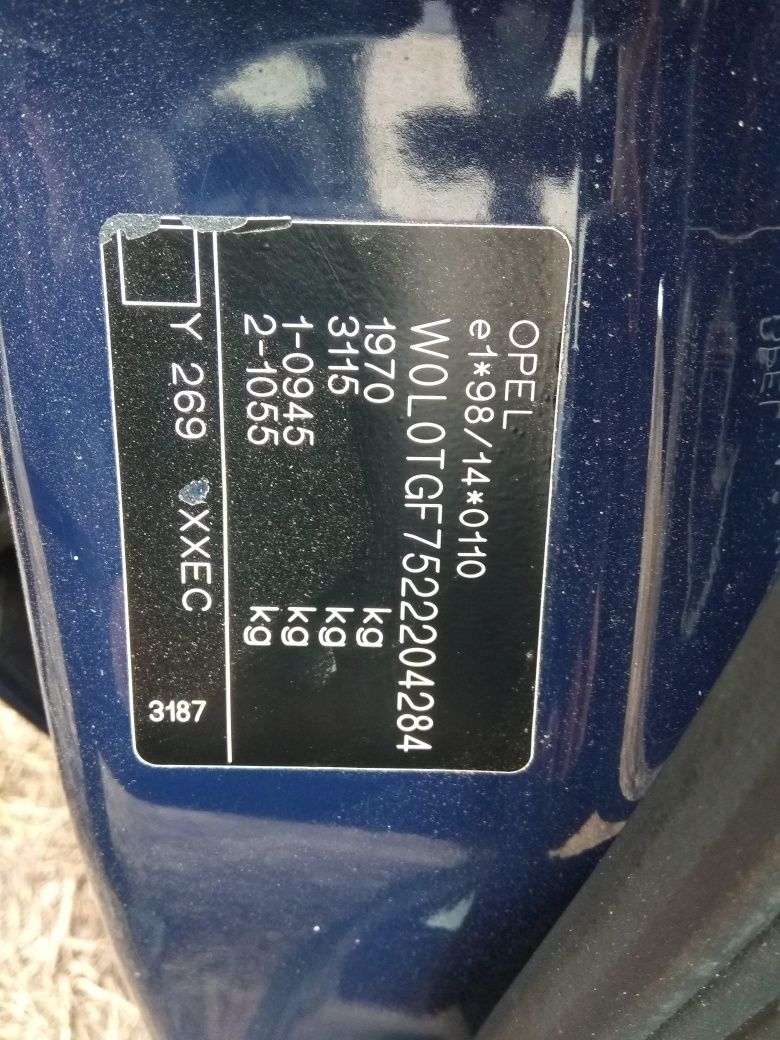 OPEL
e1*98/14*0110
W0L0TGF7522204284
1970 kg
3115 kg
1-0945 kg
2-1055 kg
Y 269 XXEC
3187